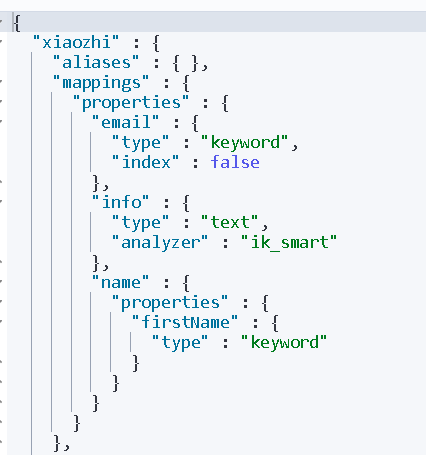 {
"xiaozhi" : {
"aliases" : { },
"mappings" : {
"properties" : {
"email" : {
"type" : "keyword",
"index" : false
},
"info" : {
"type" : "text",
"analyzer" : "ik_smart"
},
"name" : {
"properties" : {
"firstName" : {
"type" : "keyword"
}
}
}
}
},